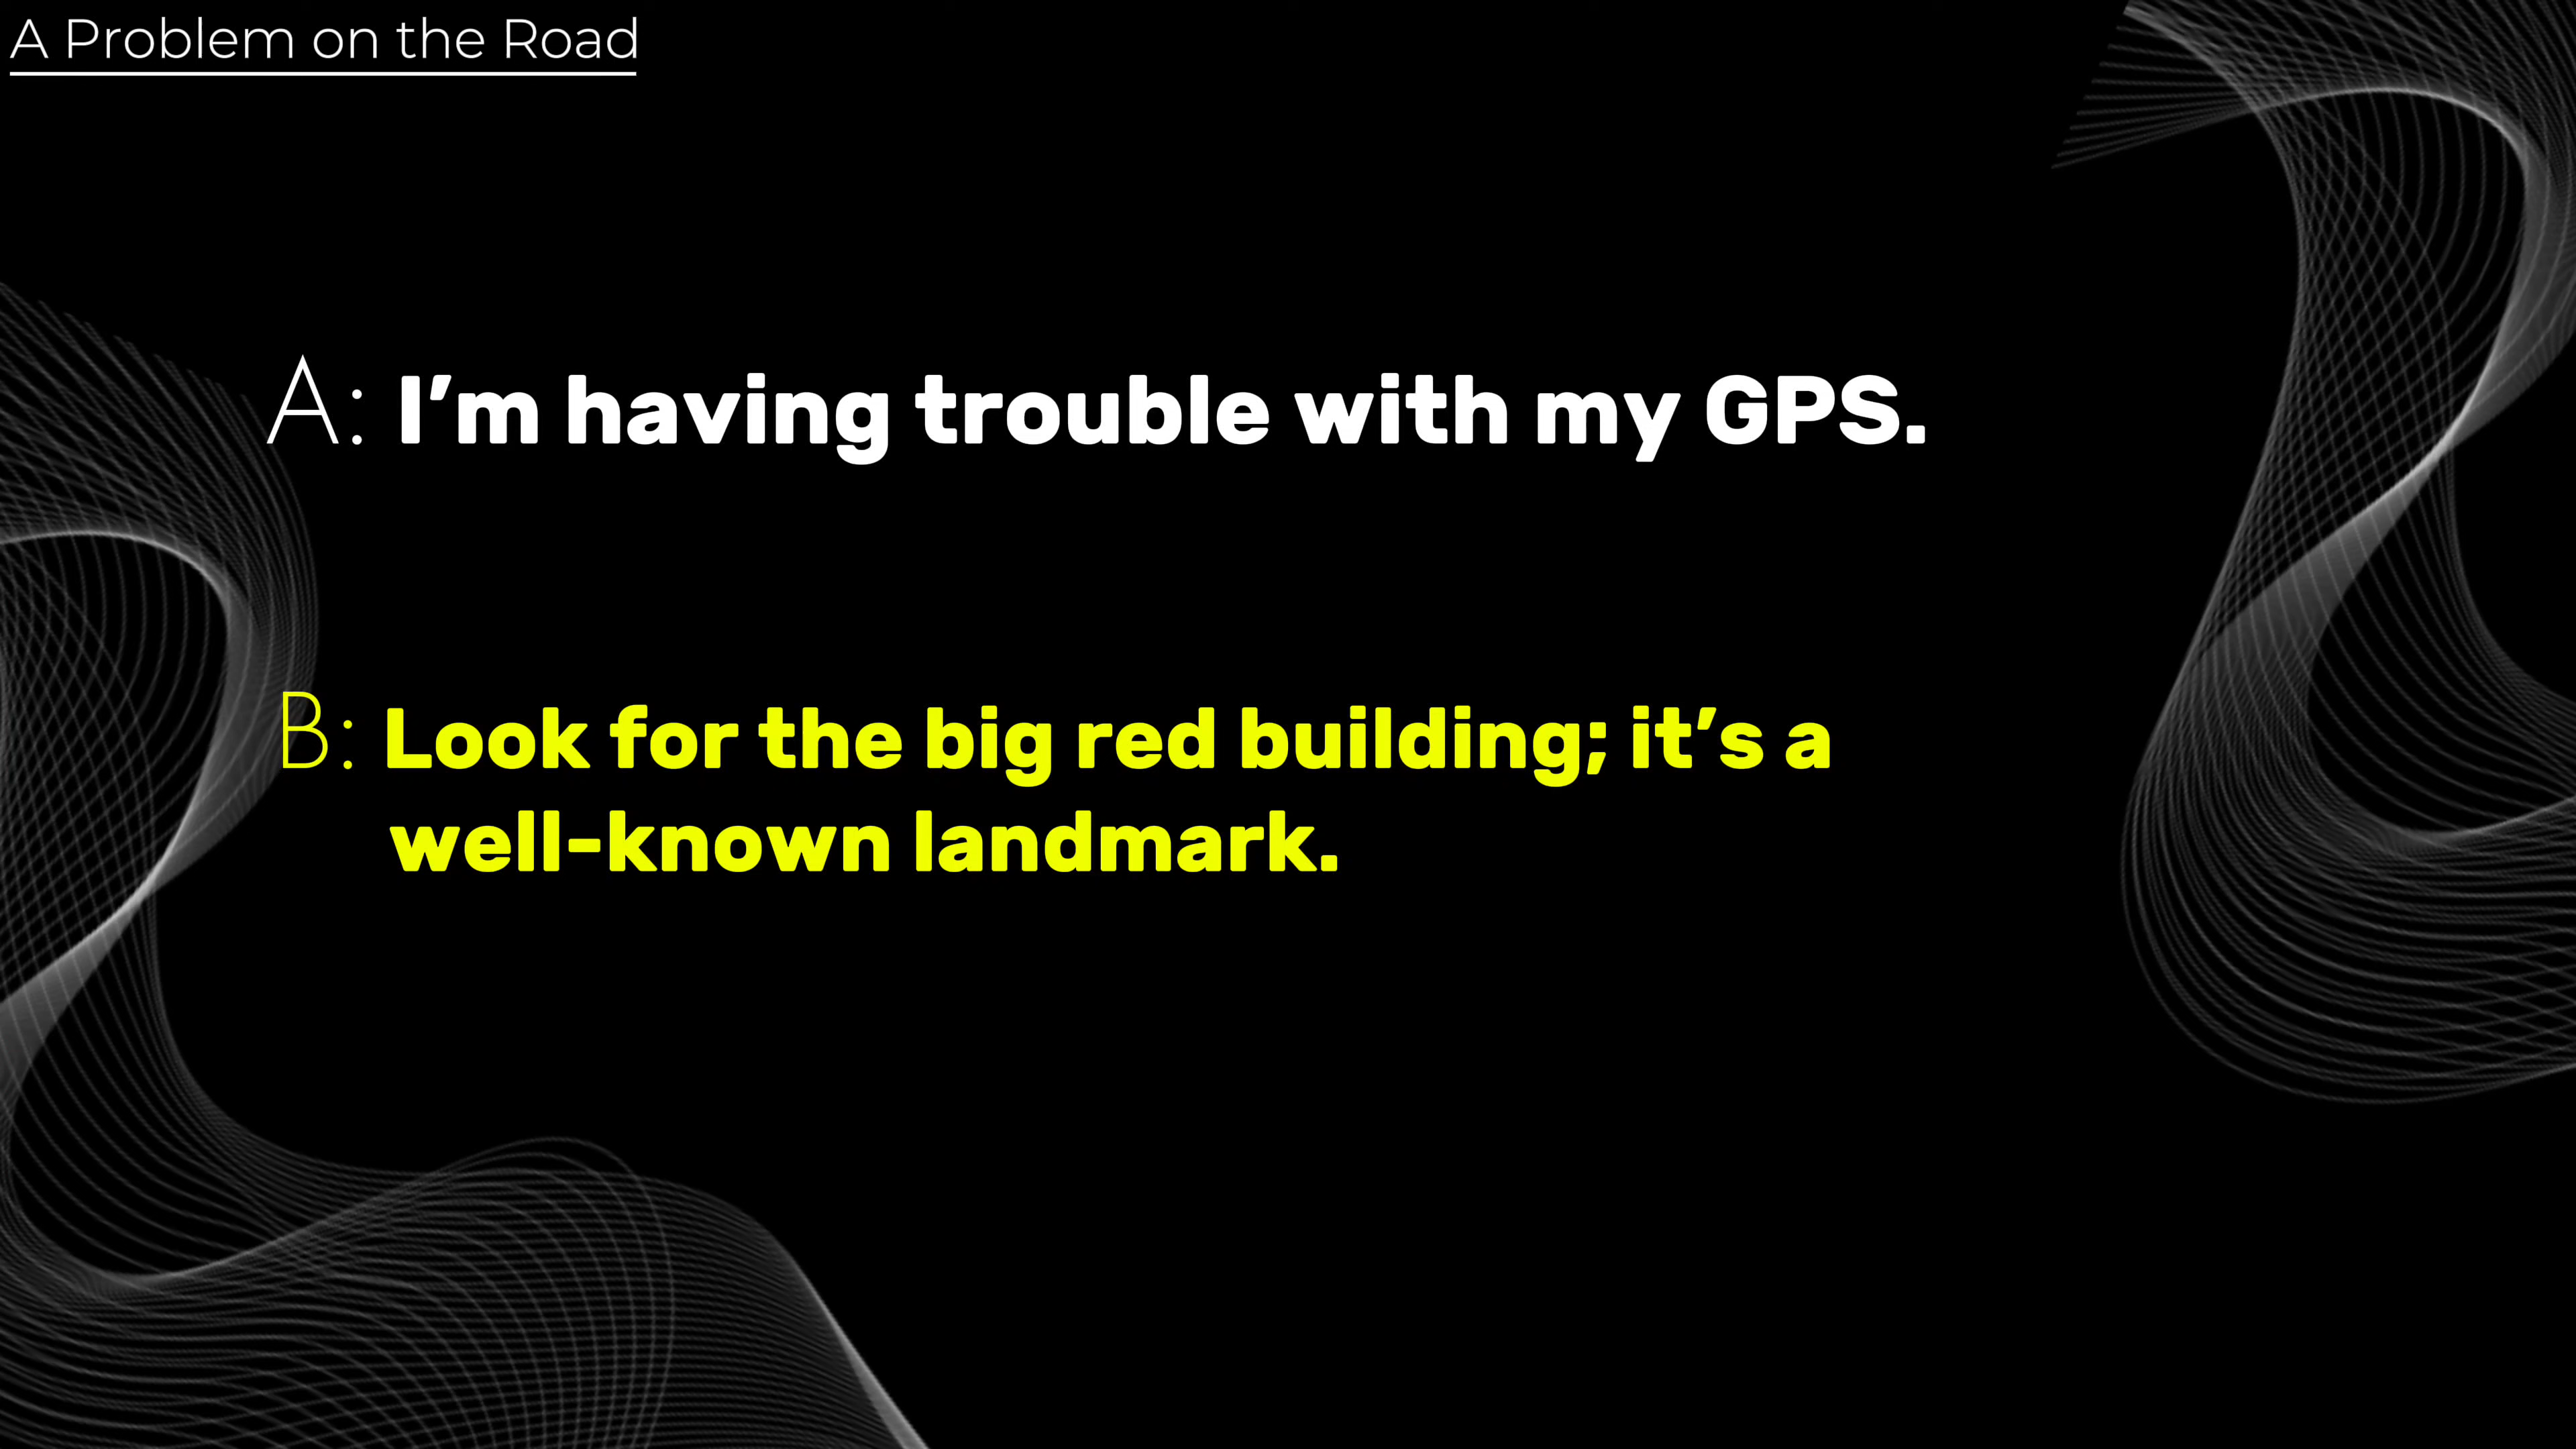 A Problem on the Road
A: I’m having trouble with my GPS.
B: Look for the big red building; it’s a
well-known landmark.